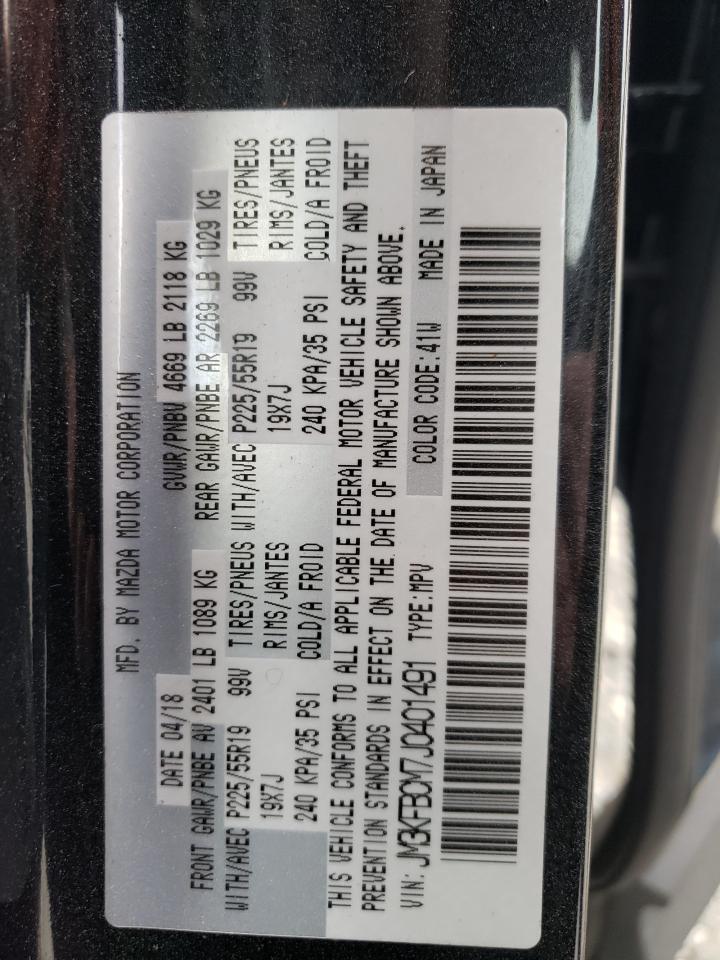 MFD. BY MAZDA MOTOR CORPORATION
DATE 04/18 GVWR/PNBV 4669 LB 2118 KG
FRONT GAWR/PNBE AV 2401 LB 1089 KG REAR GAWR/PNBE AR 2269 LB 1029 KG
WITH/AVEC P225/55R19 99V TIRES/PNEUS WITH/AVEC P225/55R19 99V TIRES/PNEUS
19X7J RIMS/JANTES 19X7J RIMS/JANTES
240 KPA/35 PSI COLD/A FROID 240 KPA/35 PSI COLD/A FROID
THIS VEHICLE CONFORMS TO ALL APPLICABLE FEDERAL MOTOR VEHICLE SAFETY AND THEFT
PREVENTION STANDARDS IN EFFECT ON THE DATE OF MANUFACTURE SHOWN ABOVE.
VIN: JM3KFBCM7J0401491 TYPE:MPV COLOR CODE:41W MADE IN JAPAN